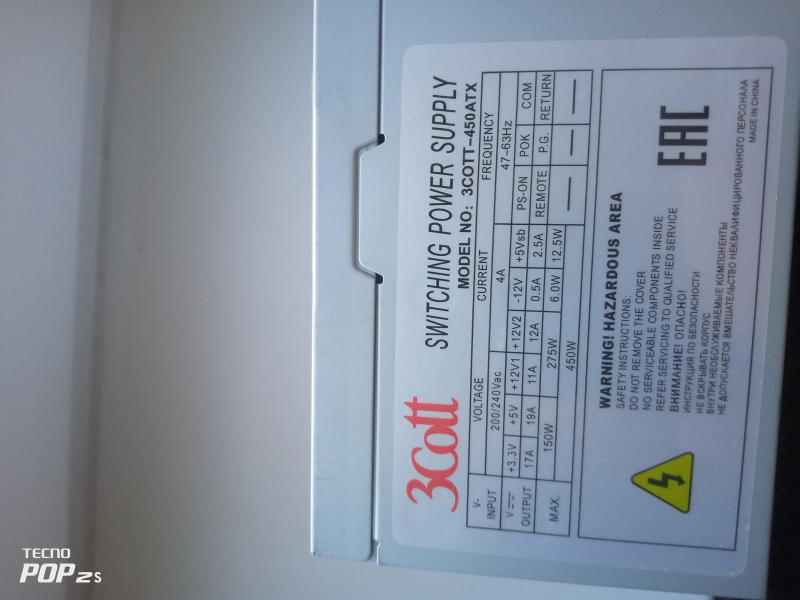 3Cott
SWITCHING POWER SUPPLY
MODEL NO: 3COTT-450ATX
V~ INPUT VOLTAGE CURRENT FREQUENCY
200/240Vac 4A 47-63Hz
V OUTPUT +3.3V +5V +12V1 +12V2 -12V +5Vsb PS-ON POK COM
17A 19A 11A 12A 0.5A 2.5A REMOTE P.G. RETURN
MAX. 150W 275W 6.0W 12.5W — — —
450W
WARNING! HAZARDOUS AREA
SAFETY INSTRUCTIONS:
DO NOT REMOVE THE COVER
NO SERVICEABLE COMPONENTS INSIDE
REFER SERVICING TO QUALIFIED SERVICE
ВНИМАНИЕ! ОПАСНО!
ИНСТРУКЦИЯ ПО БЕЗОПАСНОСТИ
НЕ ВСКРЫВАТЬ КОРПУС
ВНУТРИ НЕОБСЛУЖИВАЕМЫЕ КОМПОНЕНТЫ
НЕ ДОПУСКАЕТСЯ ВМЕШАТЕЛЬСТВО НЕКВАЛИФИЦИРОВАННОГО ПЕРСОНАЛА
EAC
MADE IN CHINA
TECNO
POP 2s